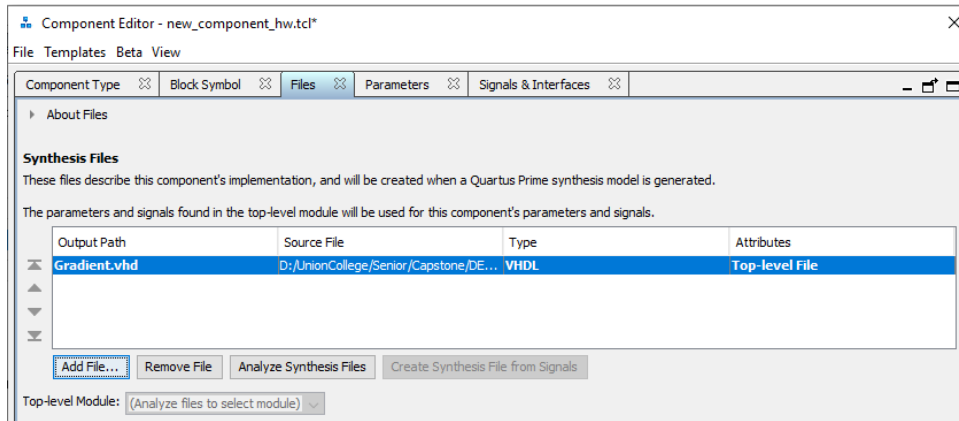 Component Editor - new_component_hw.tcl*
File Templates Beta View
Component Type Block Symbol Files Parameters Signals & Interfaces
About Files
Synthesis Files
These files describe this component's implementation, and will be created when a Quartus Prime synthesis model is generated.
The parameters and signals found in the top-level module will be used for this component's parameters and signals.
Output Path Source File Type Attributes
Gradient.vhd D:/UnionCollege/Senior/Capstone/DE... VHDL Top-level File
Add File... Remove File Analyze Synthesis Files Create Synthesis File from Signals
Top-level Module: (Analyze files to select module)